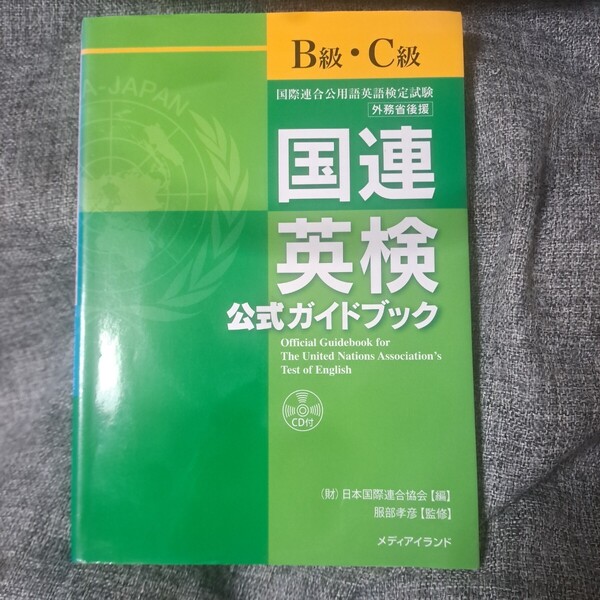 B級・C級
国際連合公用語英語検定試験
外務省後援
国連
英検
公式ガイドブック
Official Guidebook for
The United Nations Association's
Test of English
CD付
(財)日本国際連合協会【編】
服部孝彦【監修】
メディアイランド
A-JAPAN